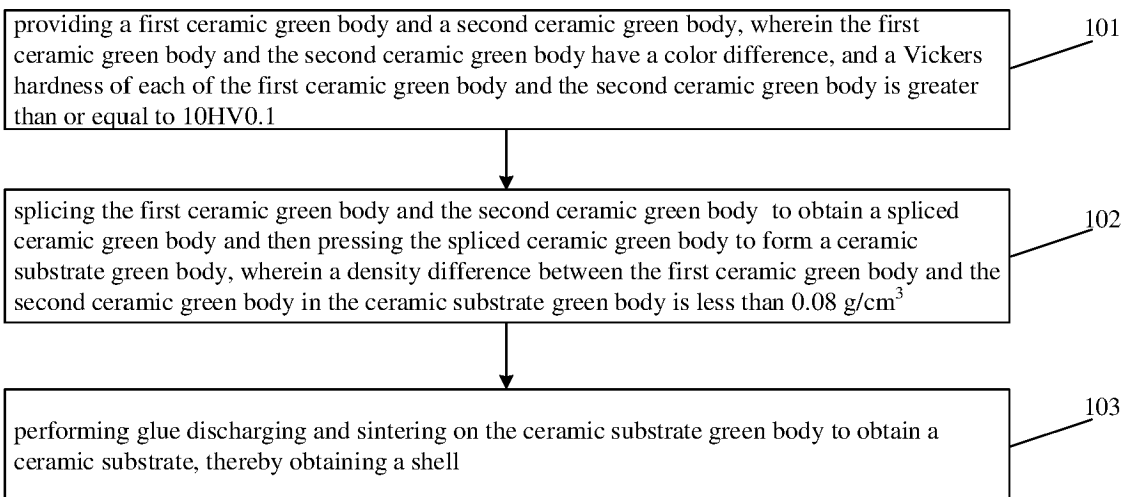 providing a first ceramic green body and a second ceramic green body, wherein the first
ceramic green body and the second ceramic green body have a color difference, and a Vickers
hardness of each of the first ceramic green body and the second ceramic green body is greater
than or equal to 10HV0.1
101
splicing the first ceramic green body and the second ceramic green body to obtain a spliced
ceramic green body and then pressing the spliced ceramic green body to form a ceramic
substrate green body, wherein a density difference between the first ceramic green body and the
second ceramic green body in the ceramic substrate green body is less than 0.08 g/cm³
102
performing glue discharging and sintering on the ceramic substrate green body to obtain a
ceramic substrate, thereby obtaining a shell
103